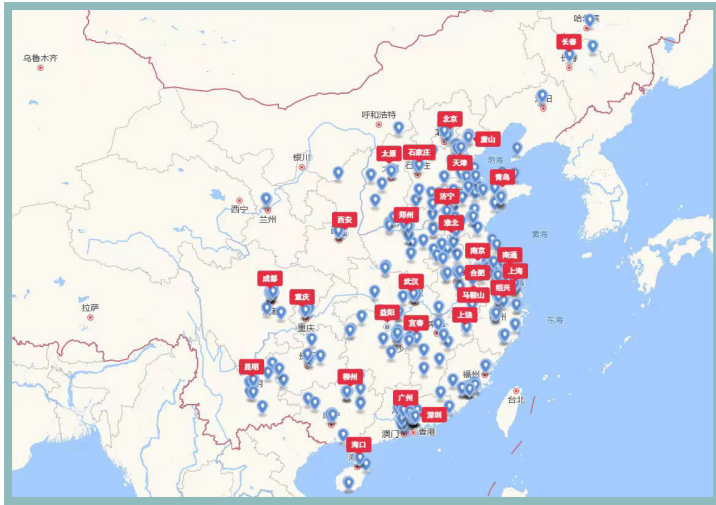 哈尔滨
长春
长春
乌鲁木齐
沈阳
呼和浩特
北京
唐山
太原
石家庄
天津
渤海
银川
青岛
济宁
西宁
兰州
西安
郑州
淮北
黄海
南京
南通
合肥
上海
成都
武汉
绍兴
重庆
马鞍山
拉萨
益阳
宜春
上饶
东海
重庆
昆明
柳州
福州
台北
广州
深圳
澳门
香港
海口